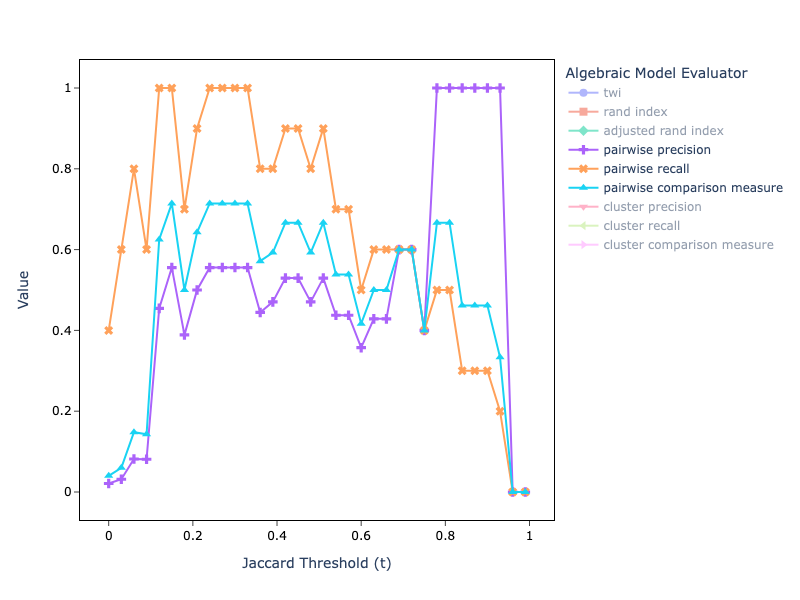 Algebraic Model Evaluator
twi
rand index
adjusted rand index
pairwise precision
pairwise recall
pairwise comparison measure
cluster precision
cluster recall
cluster comparison measure
1
0.8
0.6
0.4
0.2
0
Value
0 0.2 0.4 0.6 0.8 1
Jaccard Threshold (t)